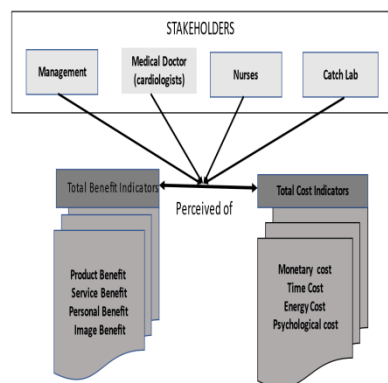 STAKEHOLDERS
Management
Medical Doctor
(cardiologists)
Nurses
Catch Lab
Total Benefit Indicators
Total Cost Indicators
Perceived of
Product Benefit
Service Benefit
Personal Benefit
Image Benefit
Monetary cost
Time Cost
Energy Cost
Psychological cost